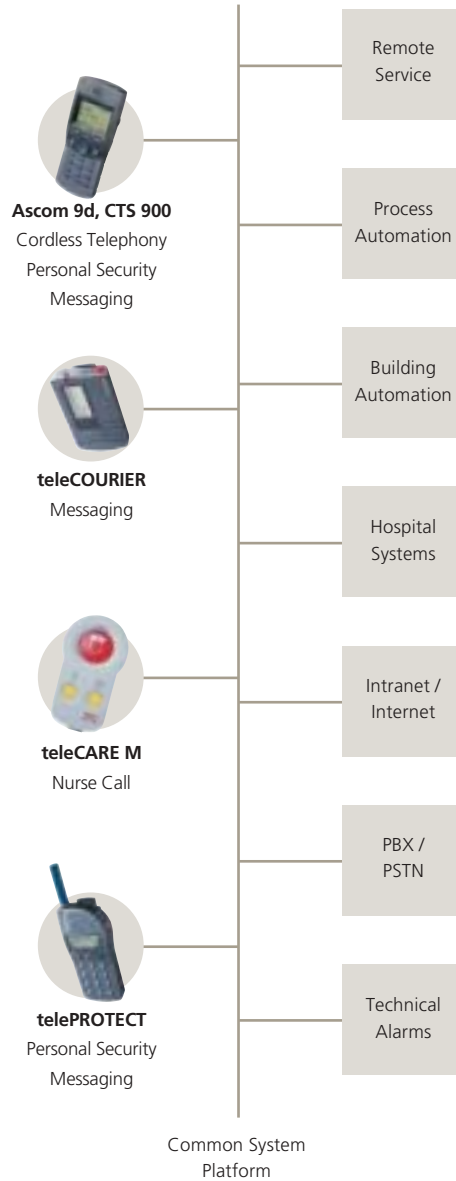 Ascom 9d, CTS 900
Cordless Telephony
Personal Security
Messaging
teleCOURIER
Messaging
teleCARE M
Nurse Call
telePROTECT
Personal Security
Messaging
Remote
Service
Process
Automation
Building
Automation
Hospital
Systems
Intranet /
Internet
PBX /
PSTN
Technical
Alarms
Common System
Platform